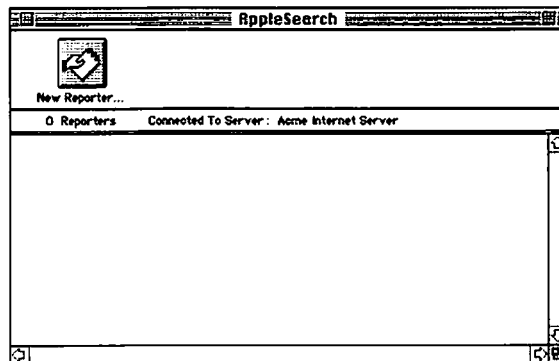 AppleSearch
New Reporter...
0 Reporters Connected To Server : Acme Internet Server